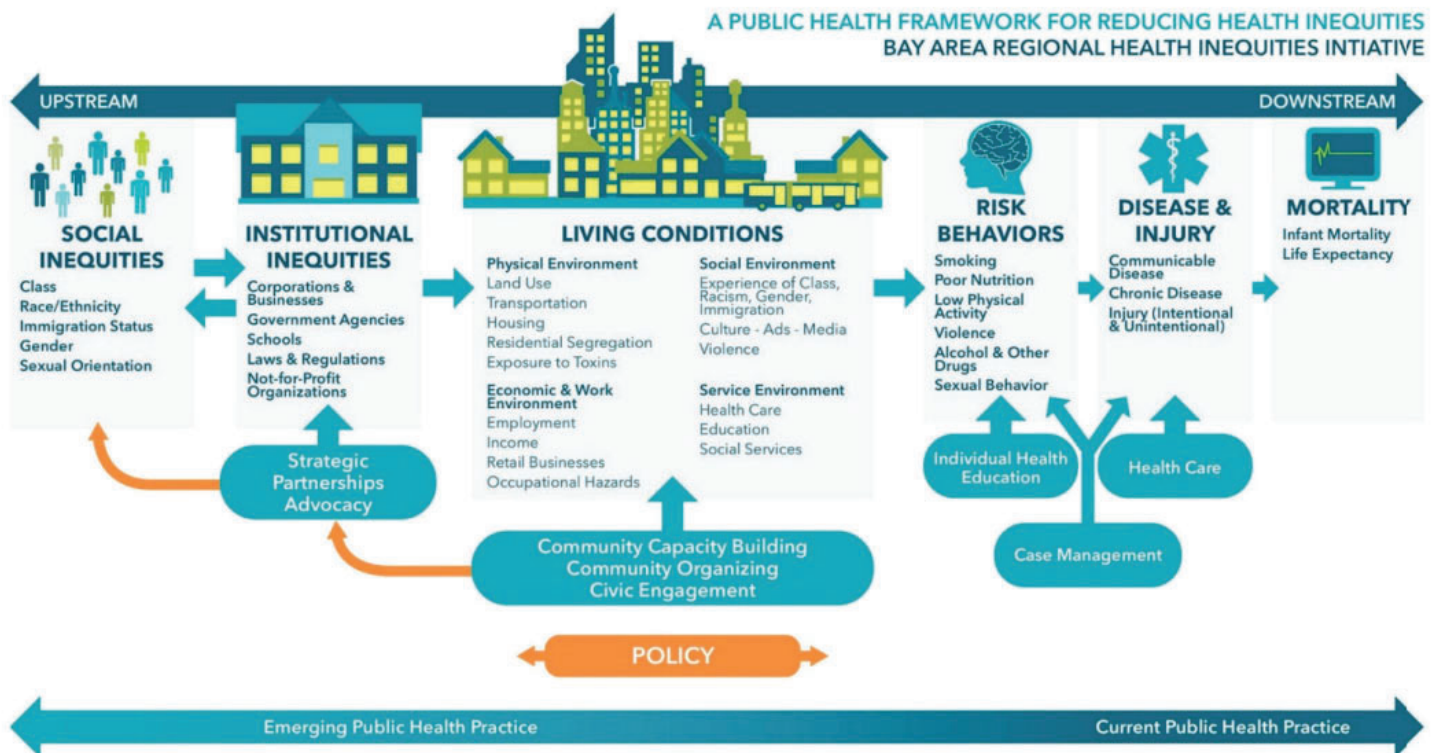 A PUBLIC HEALTH FRAMEWORK FOR REDUCING HEALTH INEQUITIES
BAY AREA REGIONAL HEALTH INEQUITIES INTIATIVE
UPSTREAM
DOWNSTREAM
SOCIAL
INEQUITIES
Class
Race/Ethnicity
Immigration Status
Gender
Sexual Orientation
INSTITUTIONAL
INEQUITIES
Corporations &
Businesses
Government Agencies
Schools
Laws & Regulations
Not-for-Profit
Organizations
LIVING CONDITIONS
Physical Environment
Land Use
Transportation
Housing
Residential Segregation
Exposure to Toxins
Economic & Work
Environment
Employment
Income
Retail Businesses
Occupational Hazards
Social Environment
Experience of Class,
Racism, Gender,
Immigration
Culture - Ads - Media
Violence
Service Environment
Health Care
Education
Social Services
RISK
BEHAVIORS
Smoking
Poor Nutrition
Low Physical
Activity
Violence
Alcohol & Other
Drugs
Sexual Behavior
DISEASE &
INJURY
Communicable
Disease
Chronic Disease
Injury (Intentional
& Unintentional)
MORTALITY
Infant Mortality
Life Expectancy
Strategic
Partnerships
Advocacy
Community Capacity Building
Community Organizing
Civic Engagement
Individual Health
Education
Health Care
Case Management
POLICY
Emerging Public Health Practice
Current Public Health Practice